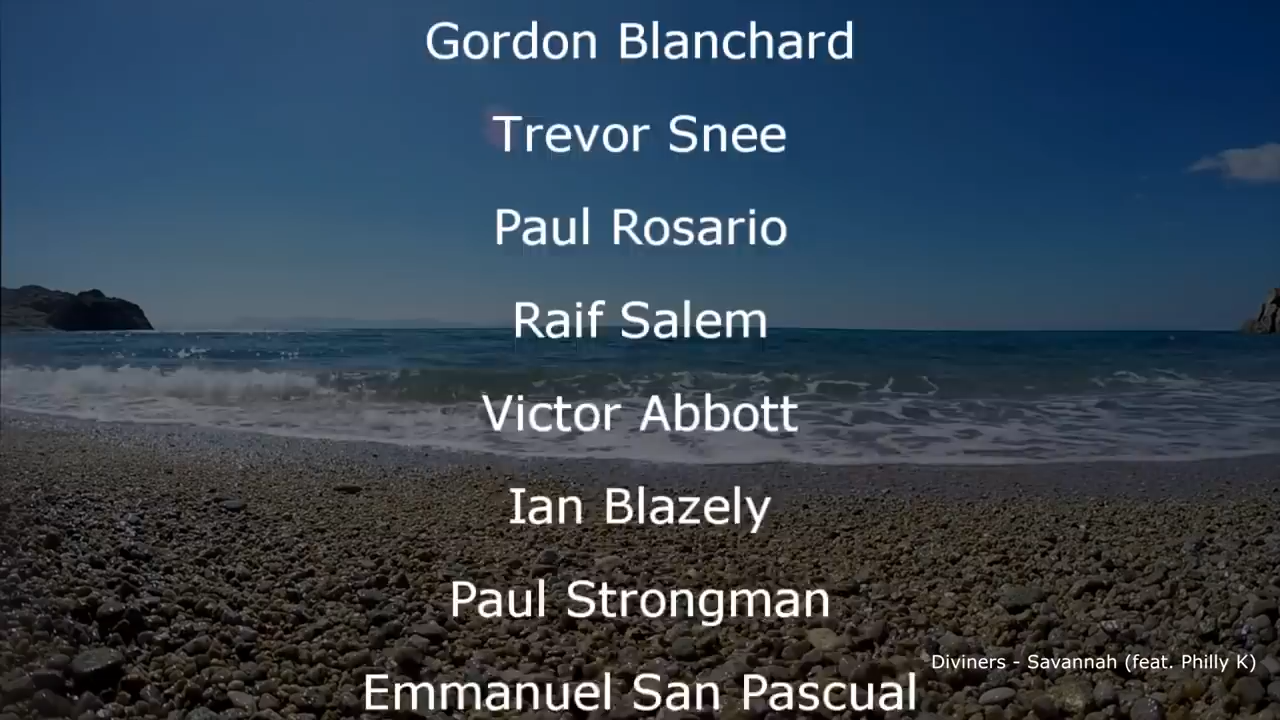 Gordon Blanchard
Trevor Snee
Paul Rosario
Raif Salem
Victor Abbott
Ian Blazely
Paul Strongman
Diviners - Savannah (feat. Philly K)
Emmanuel San Pascual